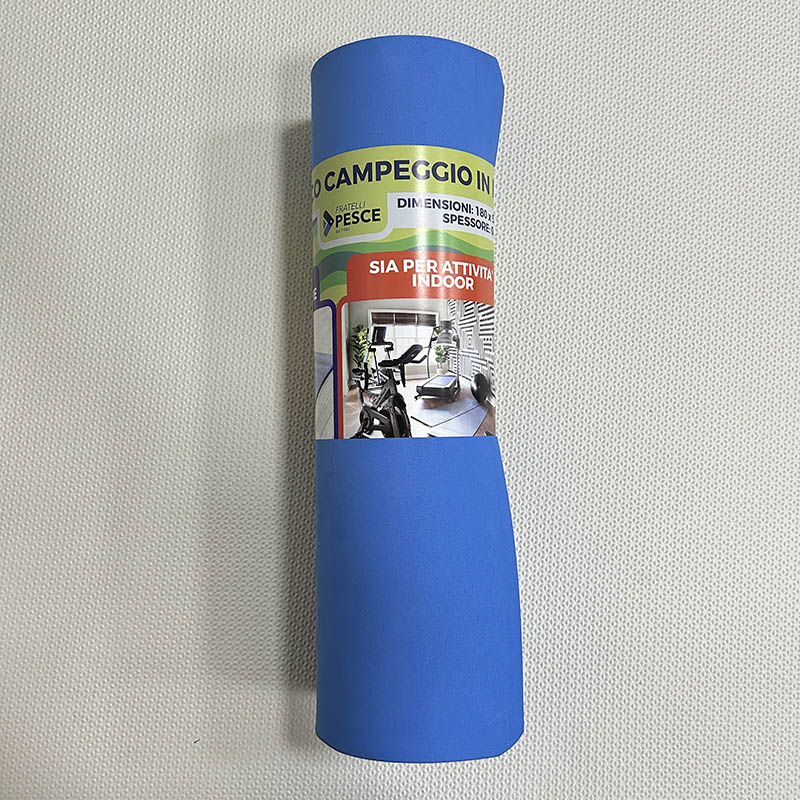 CAMPEGGIO IN
FRATELLI
PESCE
DIMENSIONI: 180 x
SPESSORE:
SIA PER ATTIVITA'
INDOOR